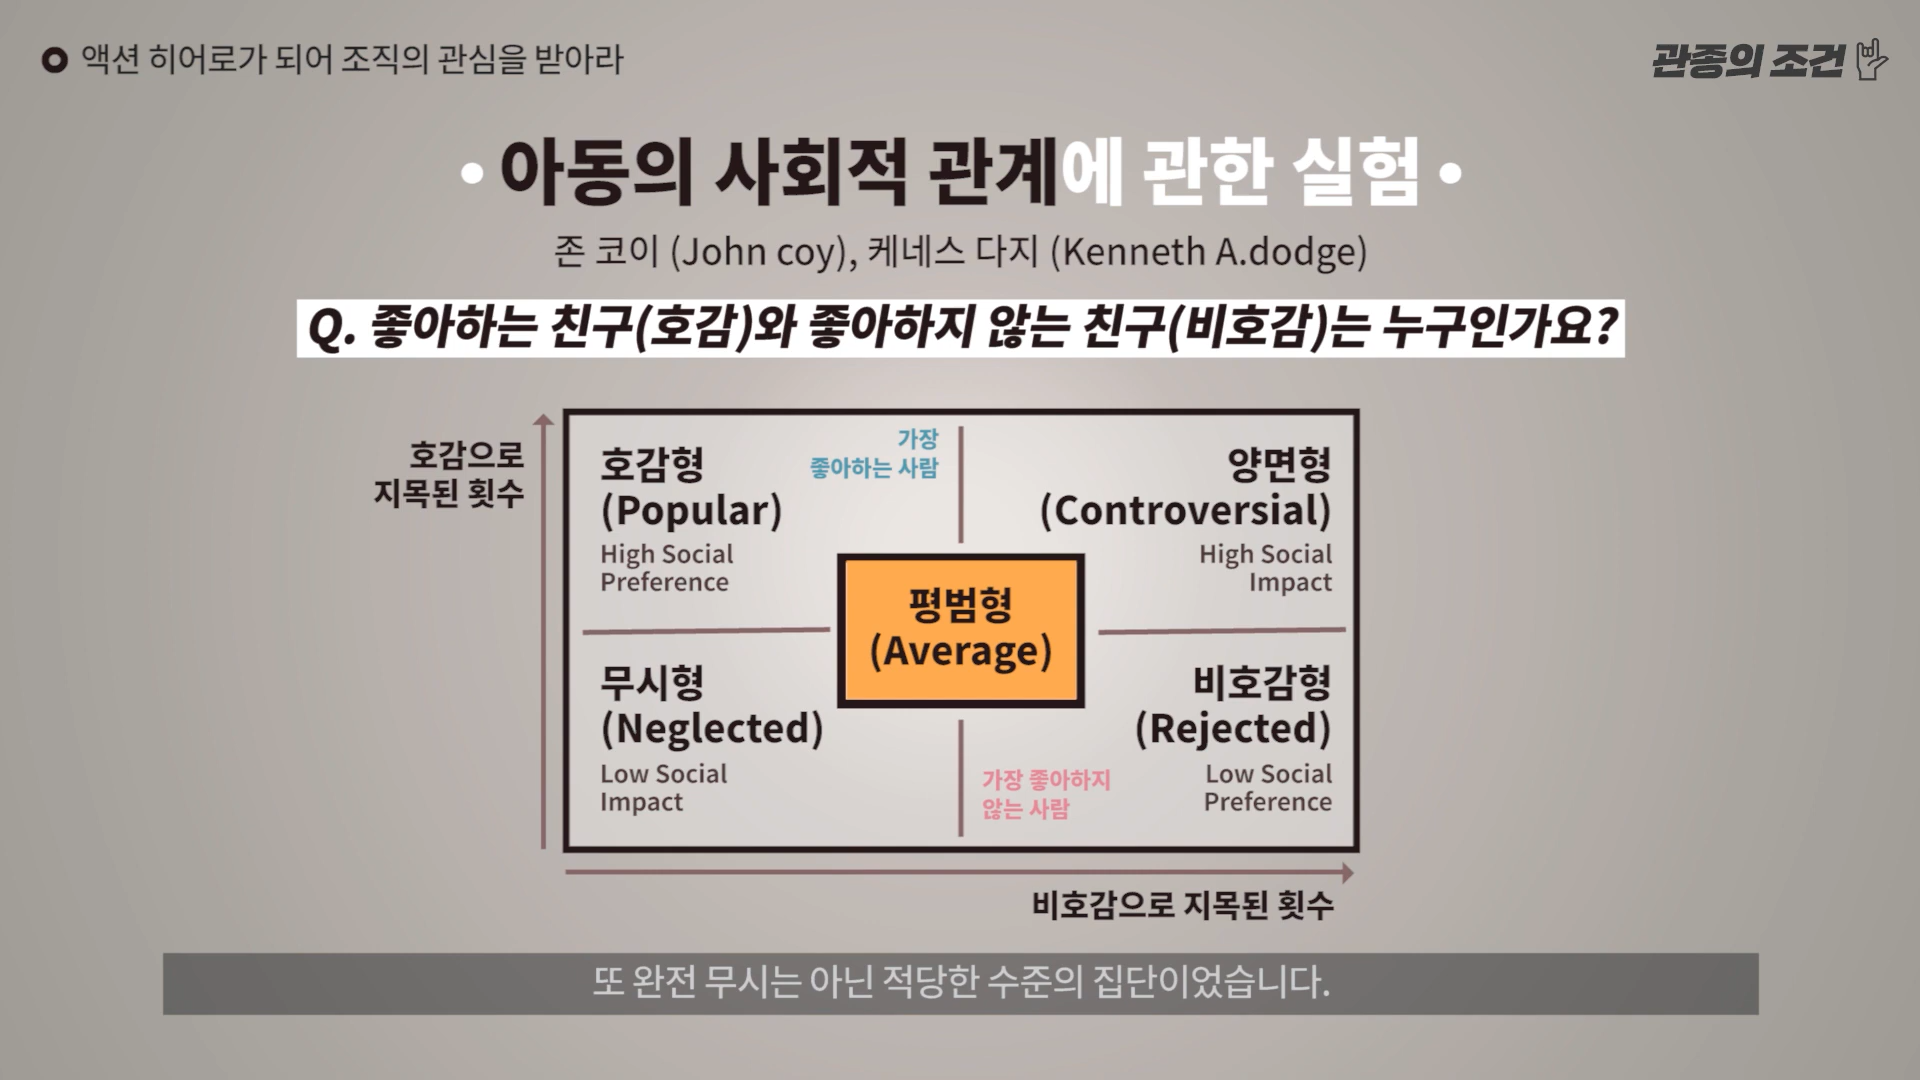 액션 히어로가 되어 조직의 관심을 받아라
관종의 조건
• 아동의 사회적 관계에 관한 실험 •
존 코이 (John coy), 케네스 다지 (Kenneth A.dodge)
Q. 좋아하는 친구(호감)와 좋아하지 않는 친구(비호감)는 누구인가요?
호감으로
지목된 횟수
호감형
(Popular)
High Social
Preference
가장
좋아하는 사람
양면형
(Controversial)
High Social
Impact
평범형
(Average)
무시형
(Neglected)
Low Social
Impact
가장 좋아하지
않는 사람
비호감형
(Rejected)
Low Social
Preference
비호감으로 지목된 횟수
또 완전 무시는 아닌 적당한 수준의 집단이었습니다.